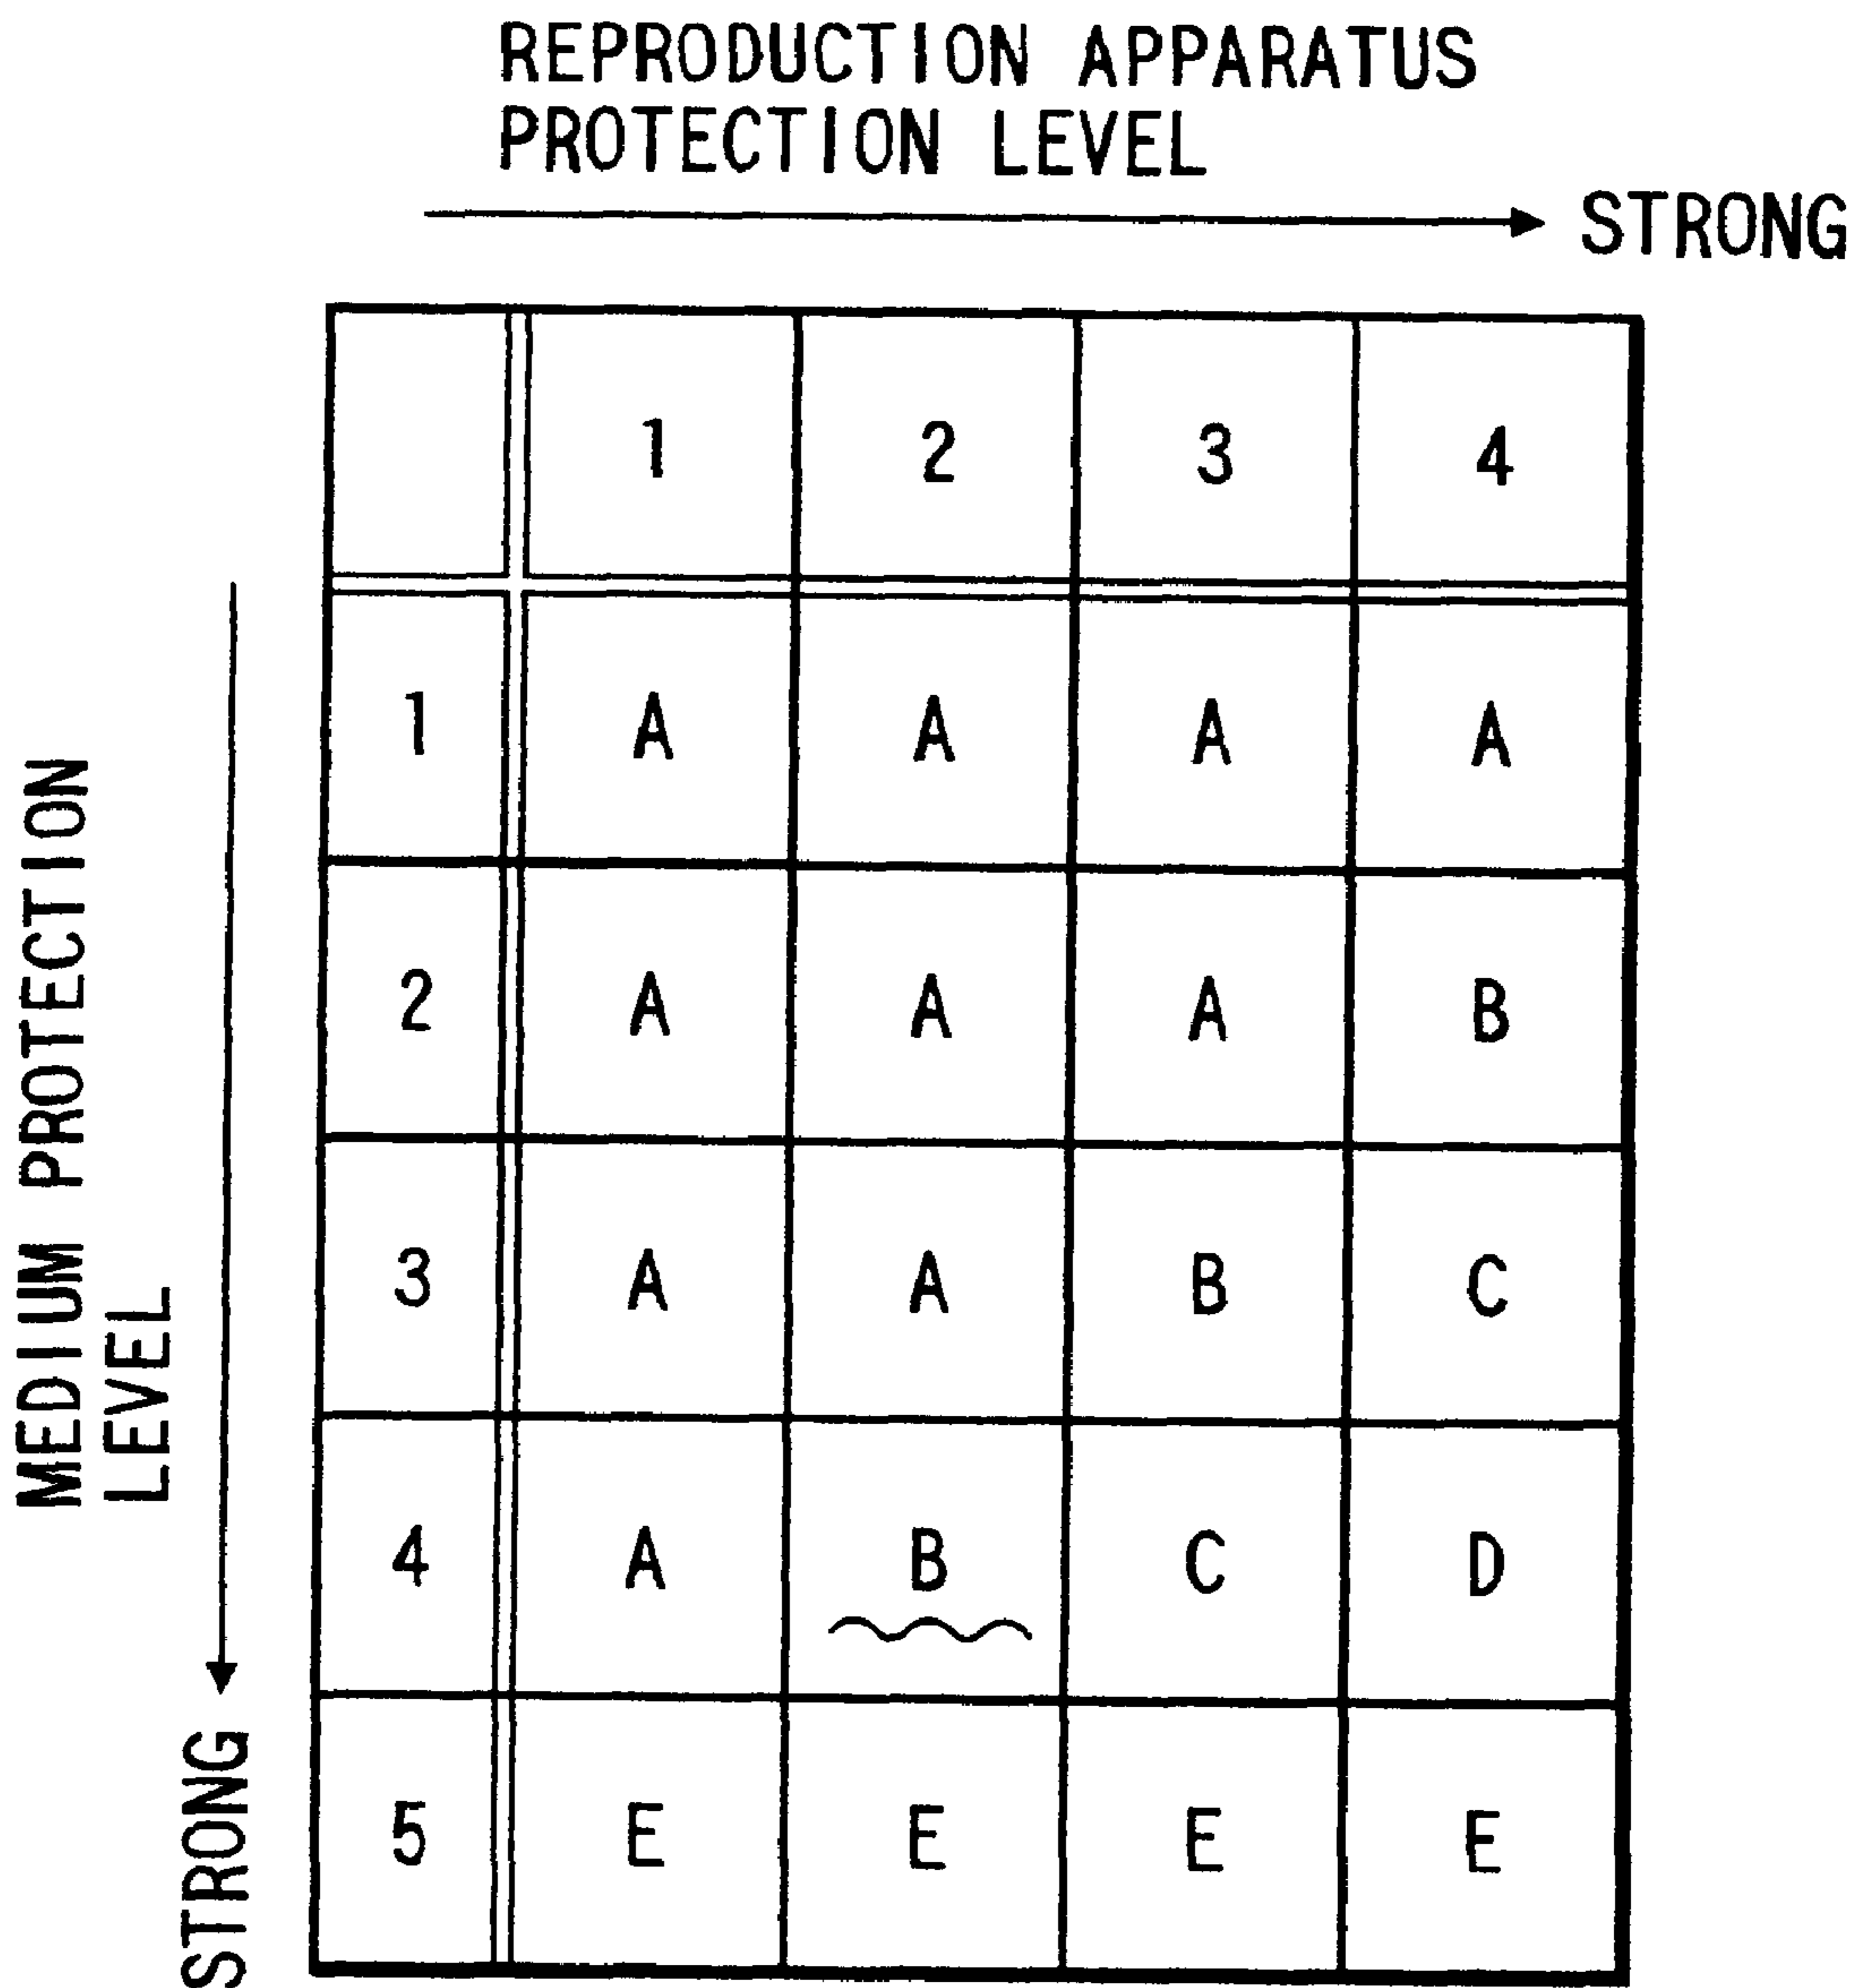 REPRODUCTION APPARATUS
PROTECTION LEVEL
STRONG
1 2 3 4
1 A A A A
2 A A A B
3 A A B C
4 A B C D
5 E E E E
MEDIUM PROTECTION
LEVEL
STRONG